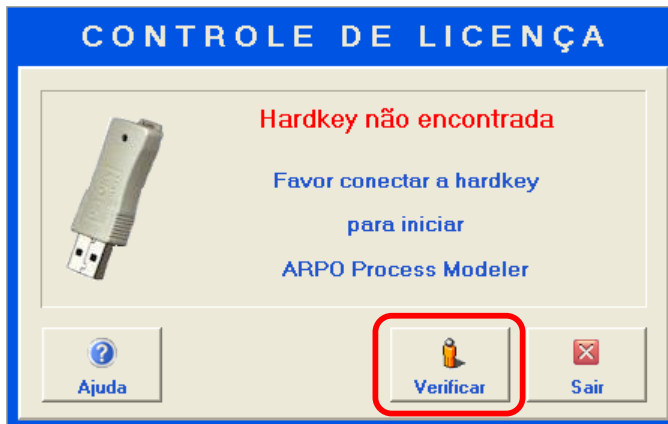 CONTROLE DE LICENÇA
Hardkey não encontrada
Favor conectar a hardkey
para iniciar
ARPO Process Modeler
Ajuda
Verificar
Sair